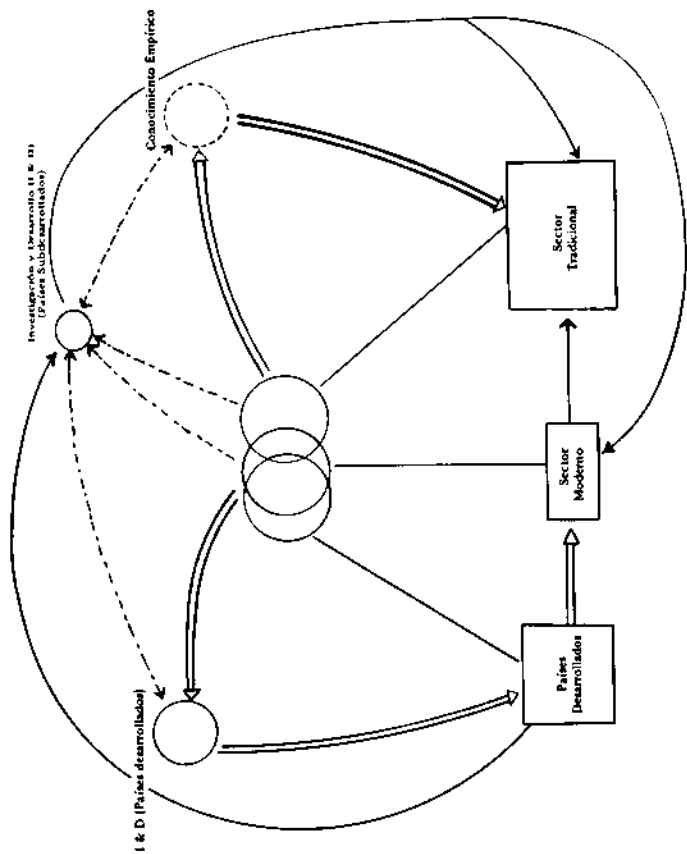 Conocimiento Empírico
Investigación y Desarrollo (I & D)
(Países Subdesarrollados)
I & D (Países desarrollados)
Sector
Tradicional
Sector
Moderno
Países
Desarrollados